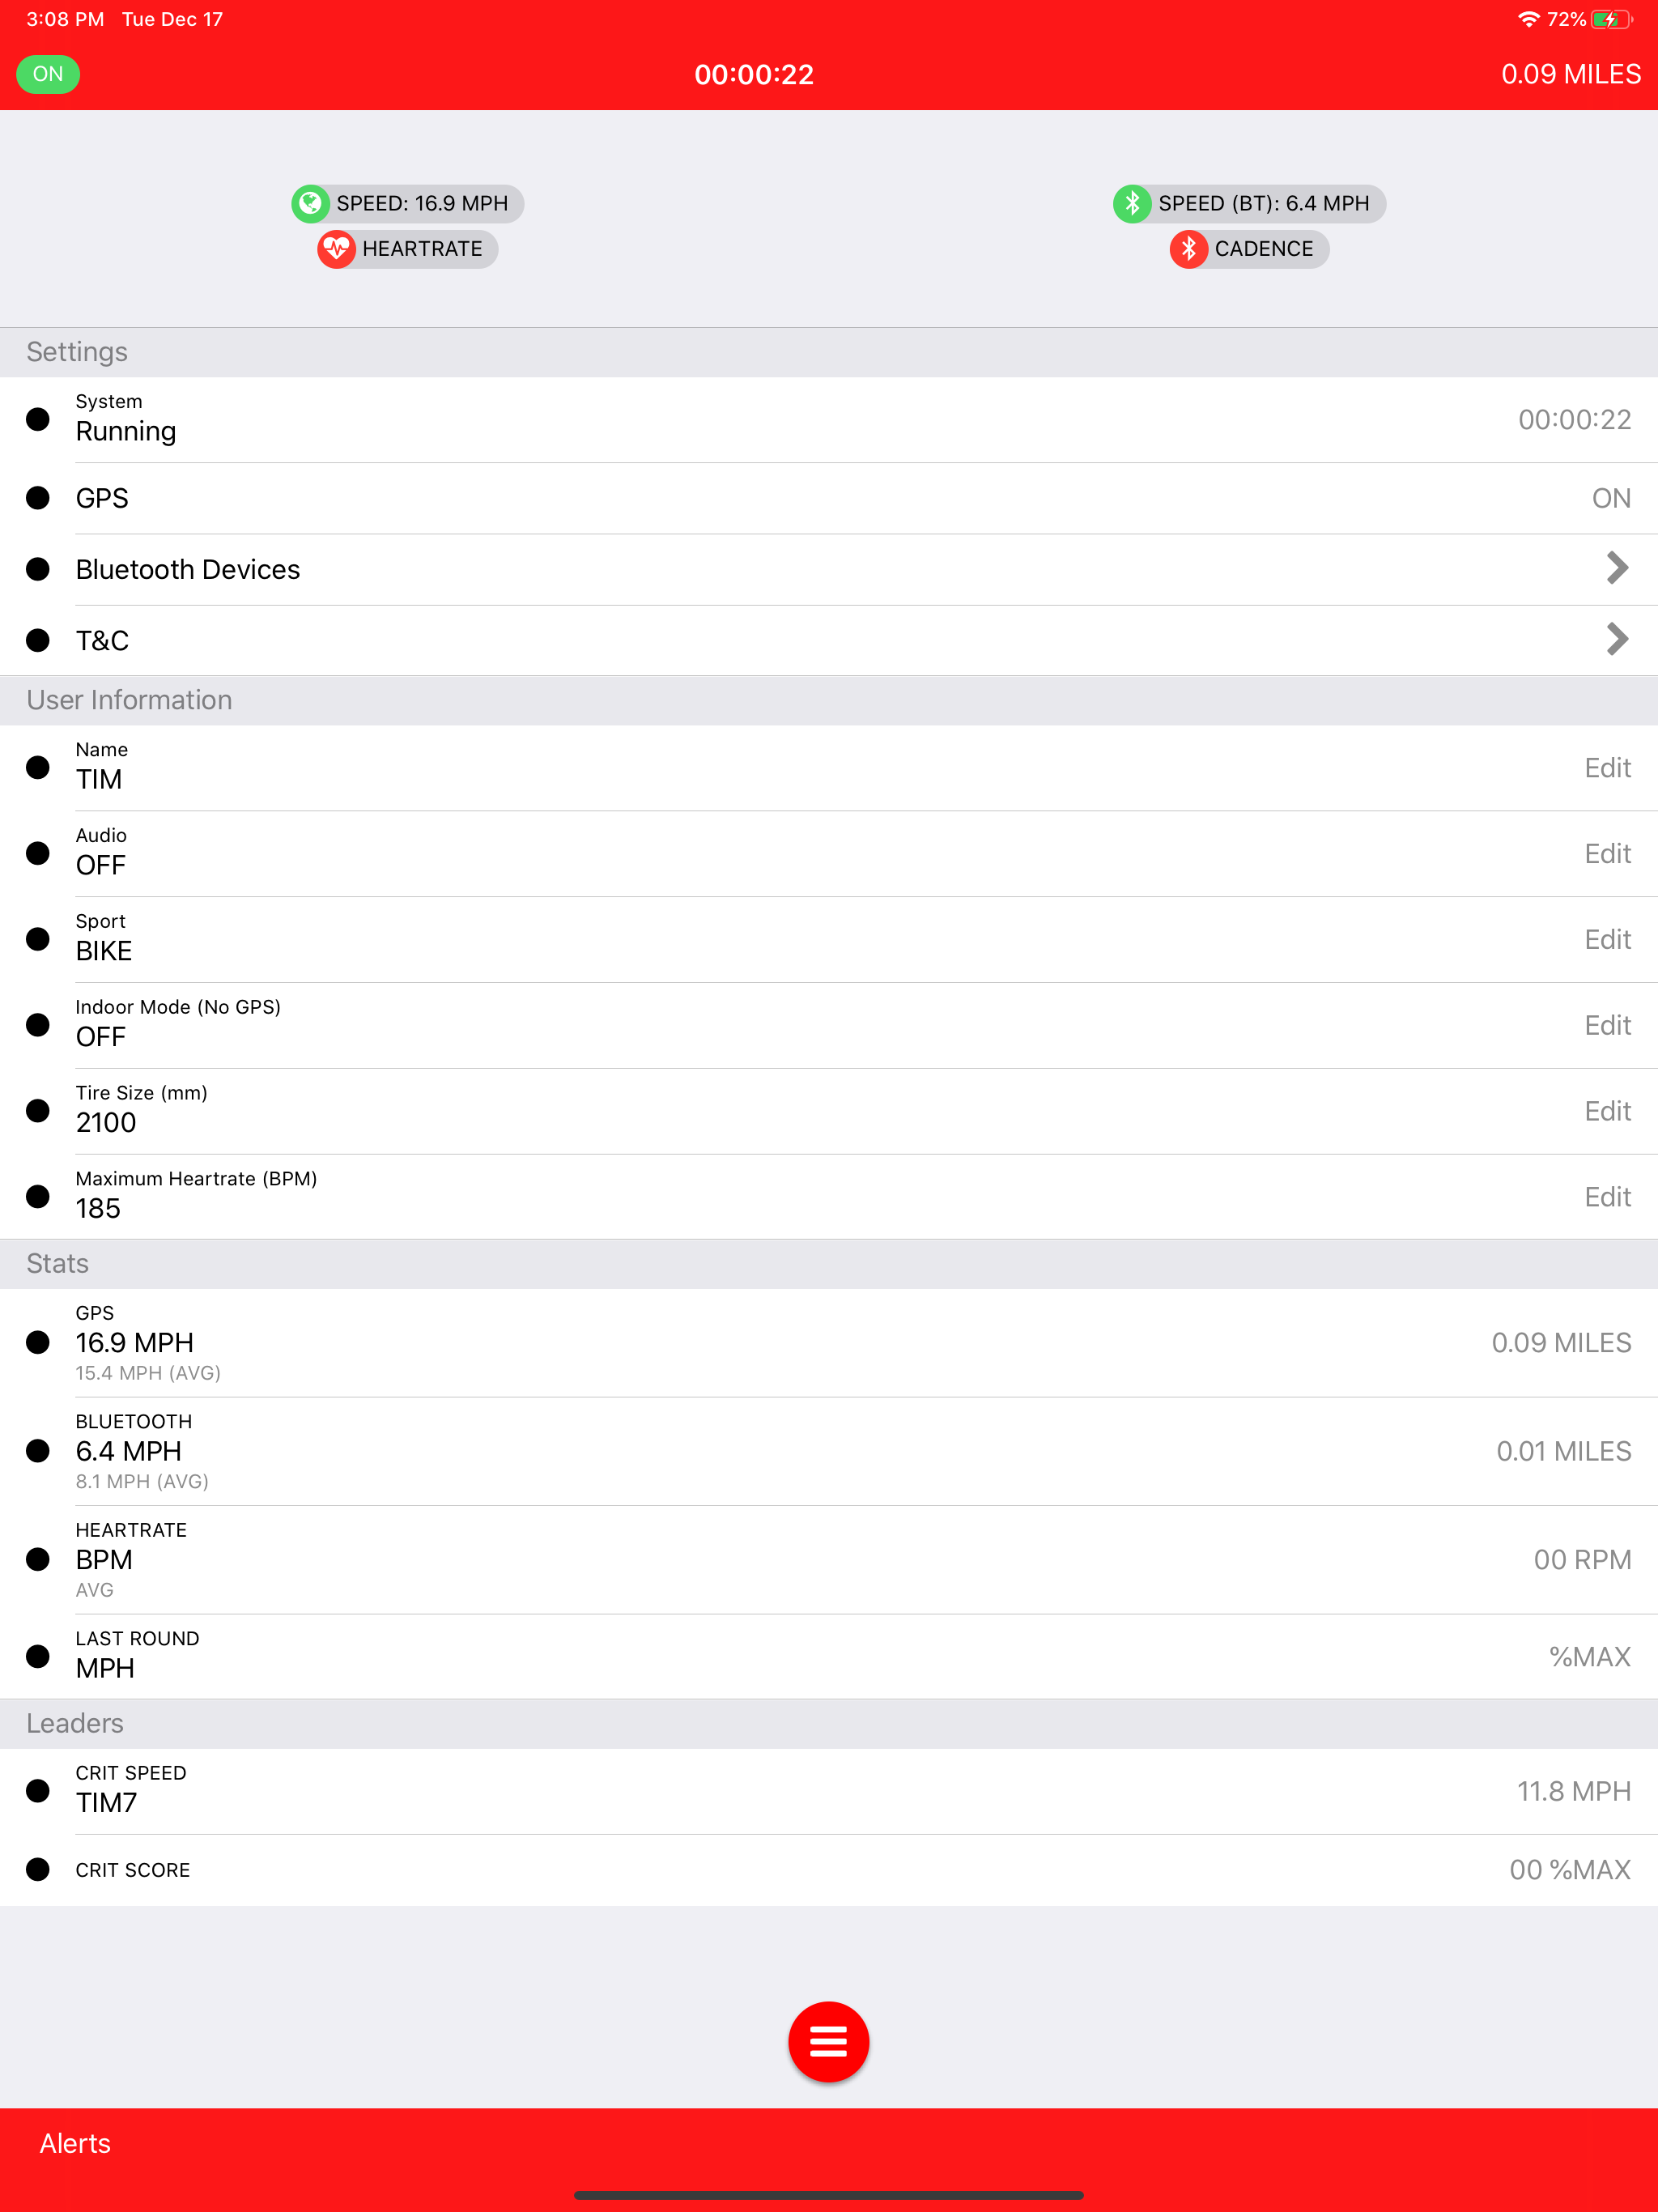 3:08 PM Tue Dec 17 72%
ON 00:00:22 0.09 MILES
SPEED: 16.9 MPH SPEED (BT): 6.4 MPH
HEARTRATE CADENCE
Settings
System
Running 00:00:22
GPS ON
Bluetooth Devices
T&C
User Information
Name
TIM Edit
Audio
OFF Edit
Sport
BIKE Edit
Indoor Mode (No GPS)
OFF Edit
Tire Size (mm)
2100 Edit
Maximum Heartrate (BPM)
185 Edit
Stats
GPS
16.9 MPH 0.09 MILES
15.4 MPH (AVG)
BLUETOOTH
6.4 MPH 0.01 MILES
8.1 MPH (AVG)
HEARTRATE
BPM 00 RPM
AVG
LAST ROUND
MPH %MAX
Leaders
CRIT SPEED
TIM7 11.8 MPH
CRIT SCORE 00 %MAX
Alerts